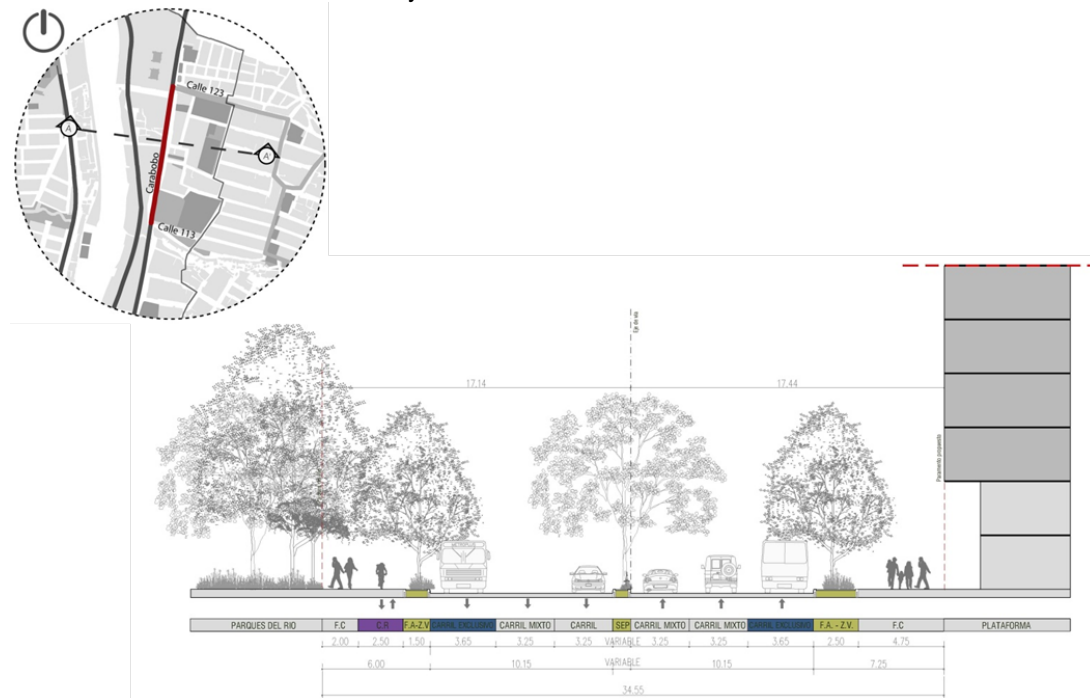 Calle 123
A
A'
Carabobo
Calle 113
Eje de vía
17.14
17.44
Paramento propuesto
PARQUES DEL RIO F.C C.R F.A-Z.V CARRIL EXCLUSIVO CARRIL MIXTO CARRIL SEP CARRIL MIXTO CARRIL MIXTO CARRIL EXCLUSIVO F.A. - Z.V. F.C PLATAFORMA
2.00 2.50 1.50 3.65 3.25 3.25 VARIABLE 3.25 3.25 3.65 2.50 4.75
6.00 10.15 VARIABLE 10.15 7.25
34.55